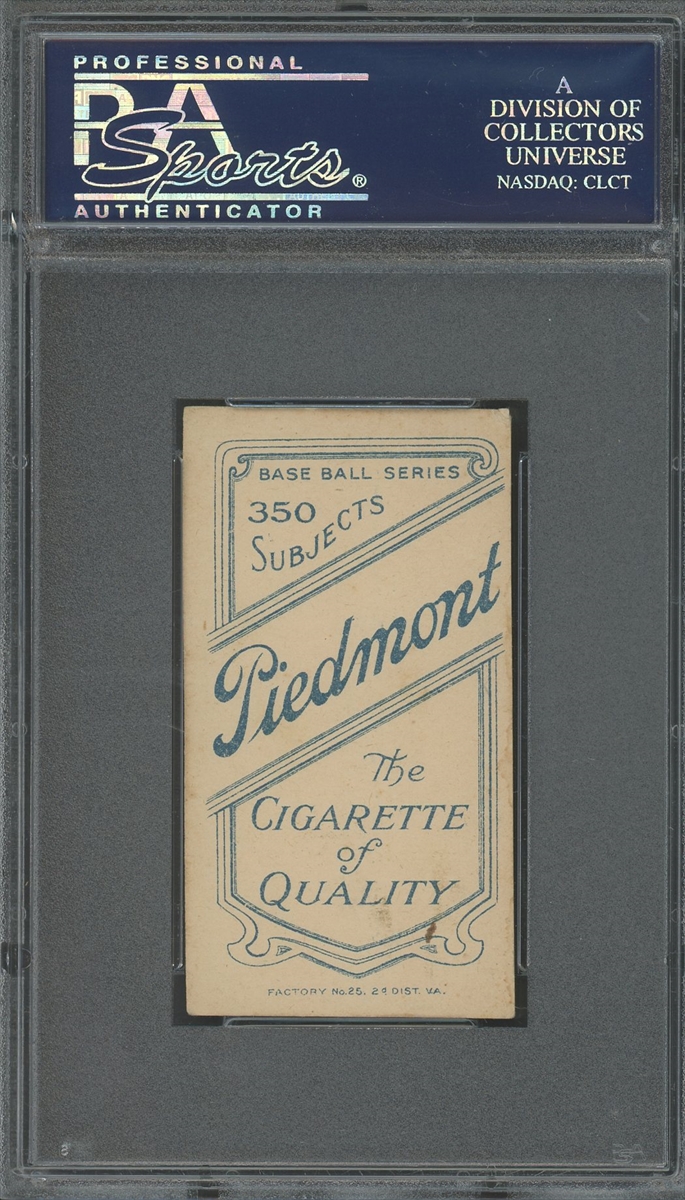 PROFESSIONAL
PSA
Sports®
AUTHENTICATOR
A
DIVISION OF
COLLECTORS
UNIVERSE
NASDAQ: CLCT
BASE BALL SERIES
350
SUBJECTS
Piedmont
The
CIGARETTE
of
QUALITY
FACTORY No. 25. 2d DIST. VA.